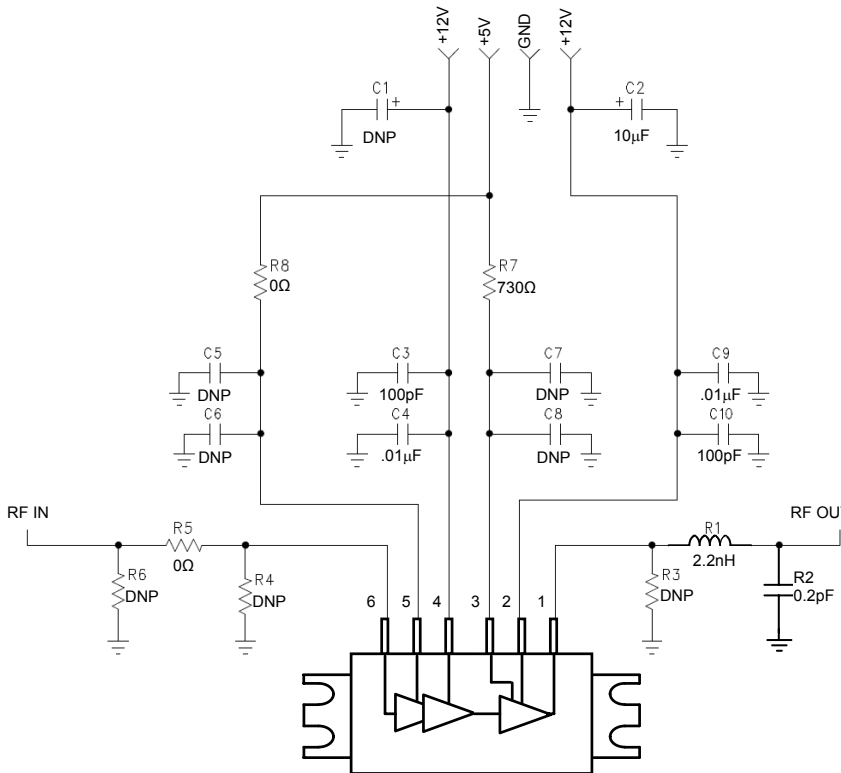 +12V +5V GND +12V
C1 + DNP
+ C2 10µF
R8 0Ω
R7 730Ω
C5 DNP
C3 100pF
C7 DNP
C9 .01µF
C6 DNP
C4 .01µF
C8 DNP
C10 100pF
RF IN
R5 0Ω
R6 DNP
R4 DNP
6 5 4 3 2 1
R3 DNP
R1 2.2nH
RF OU
R2 0.2pF